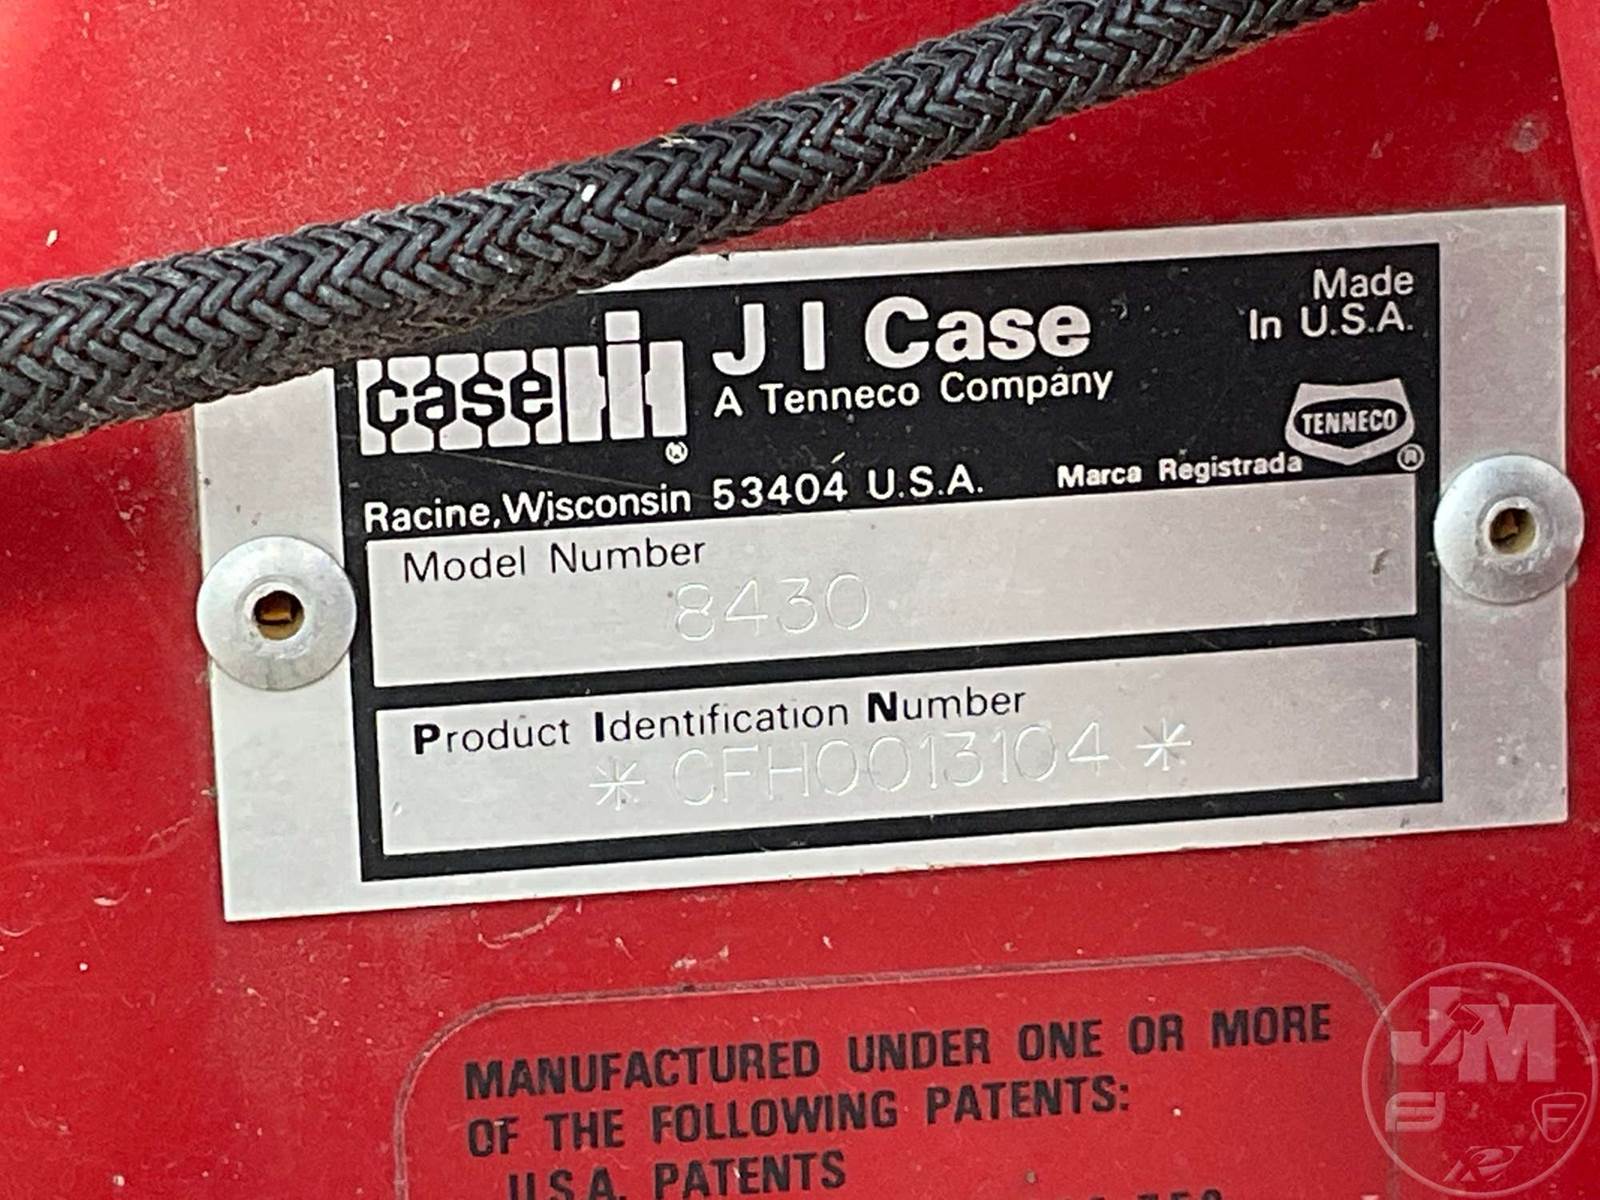 case IH ®
J I Case
A Tenneco Company
Made
In U.S.A.
TENNECO ®
Marca Registrada
Racine, Wisconsin 53404 U.S.A.
Model Number
8430
Product Identification Number
* CFH0013104 *
MANUFACTURED UNDER ONE OR MORE
OF THE FOLLOWING PATENTS:
U.S.A. PATENTS
JM